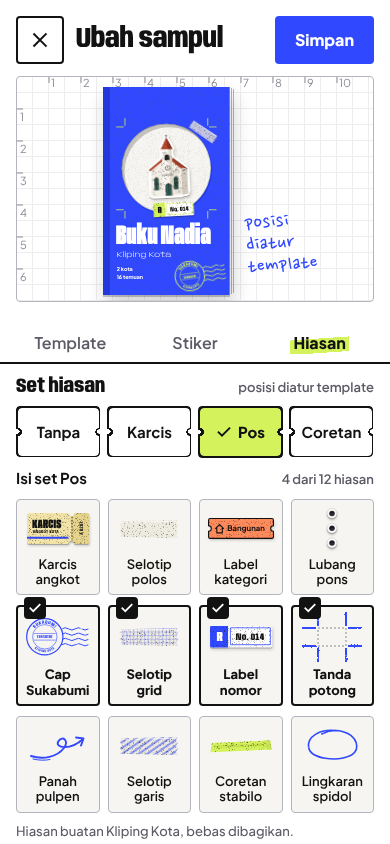 Ubah sampul
Simpan
1 2 3 4 5 6 7 8 9 10
1
2
3
4
5
6
R No. 014
Buku Nadia
Kliping Kota
2 kota
16 temuan
posisi
diatur
template
Template Stiker Hiasan
Set hiasan posisi diatur template
Tanpa Karcis Pos Coretan
Isi set Pos 4 dari 12 hiasan
KARCIS
Bangunan
Karcis
angkot
Selotip
polos
Label
kategori
Lubang
pons
SUKABUMI
R No. 014
Cap
Sukabumi
Selotip
grid
Label
nomor
Tanda
potong
Panah
pulpen
Selotip
garis
Coretan
stabilo
Lingkaran
spidol
Hiasan buatan Kliping Kota, bebas dibagikan.